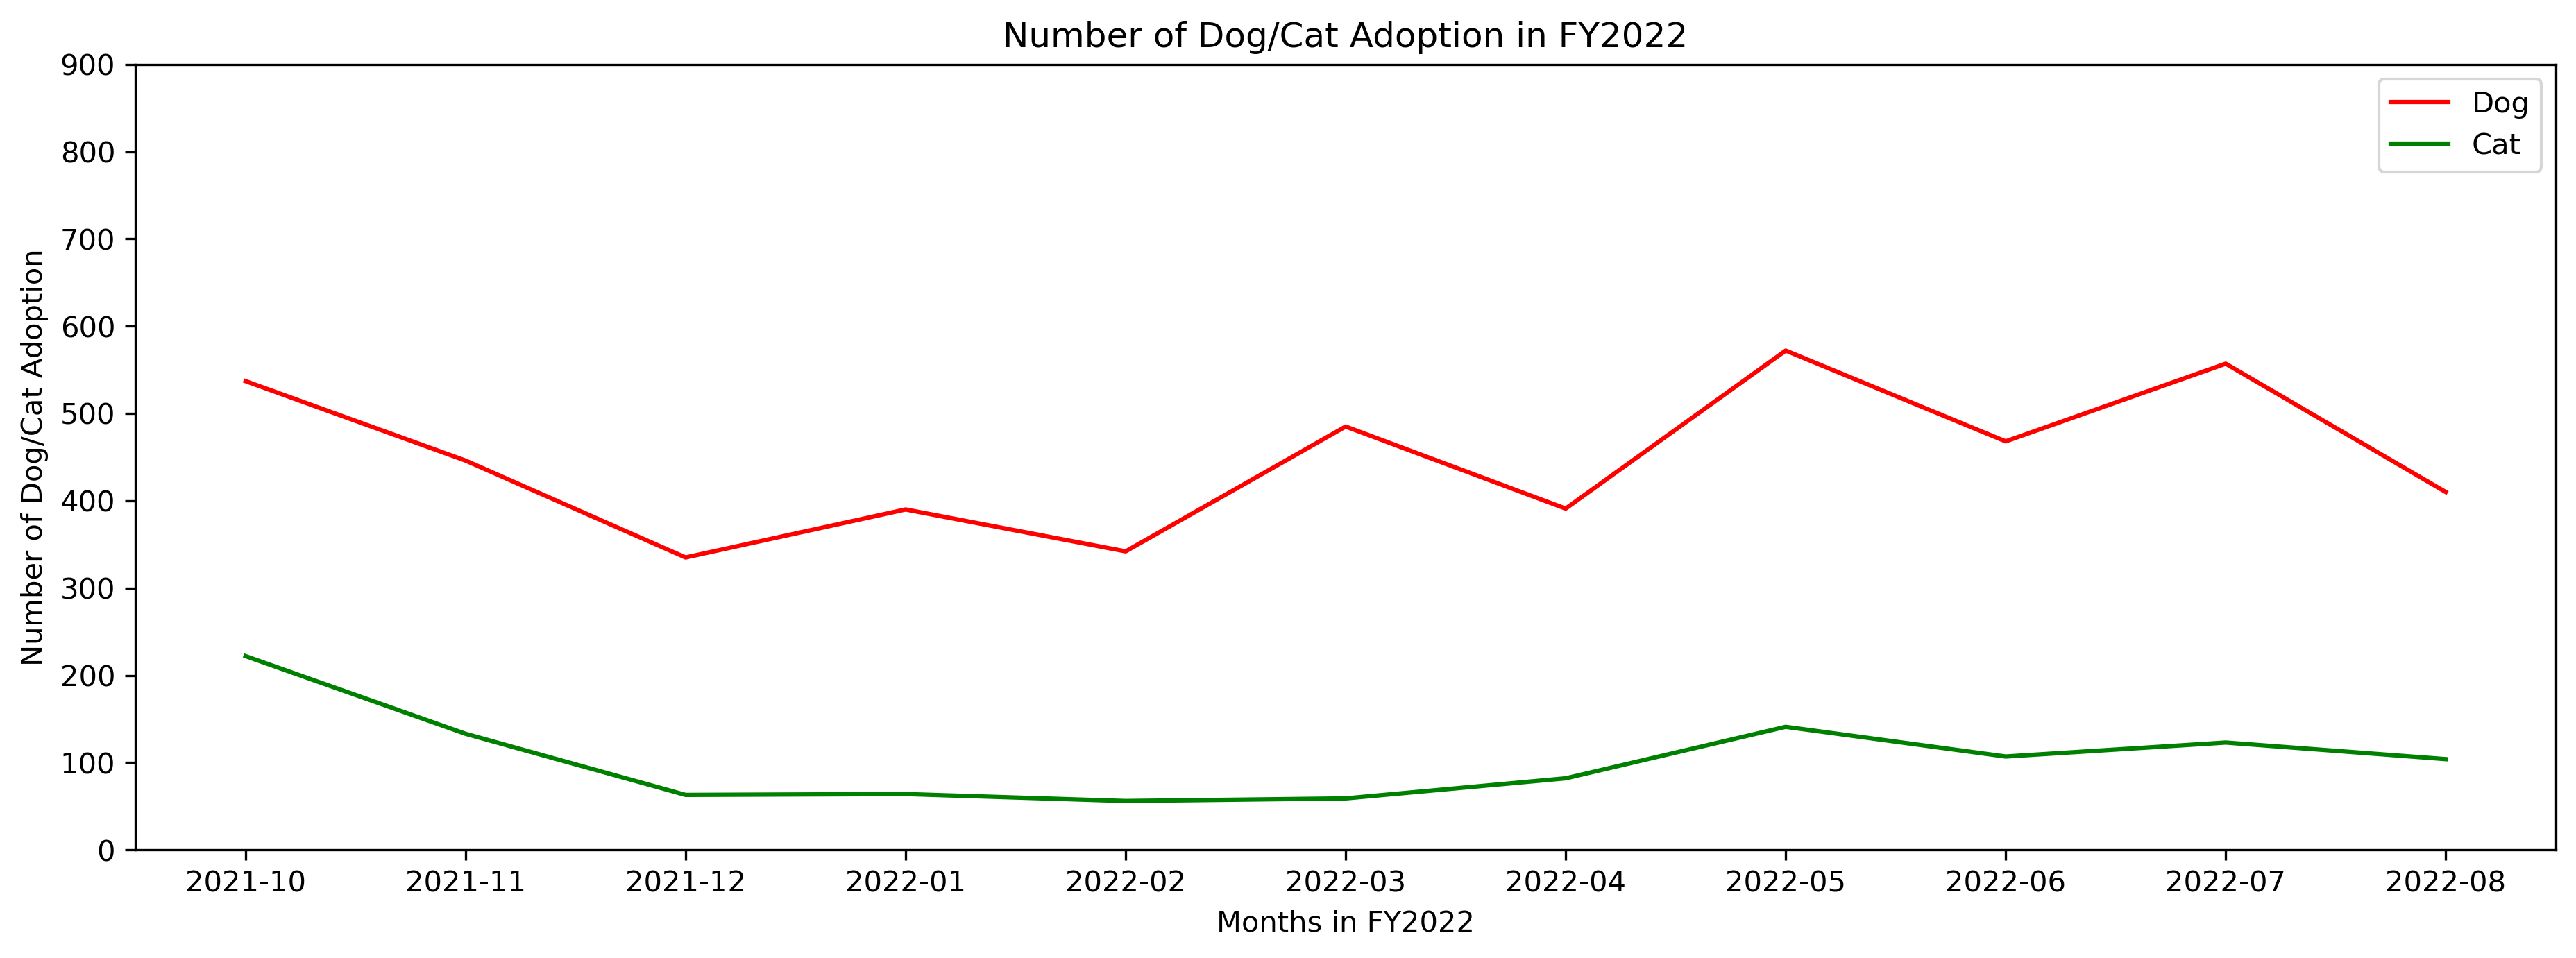 Number of Dog/Cat Adoption in FY2022
Dog
Cat
Number of Dog/Cat Adoption
900
800
700
600
500
400
300
200
100
0
2021-10 2021-11 2021-12 2022-01 2022-02 2022-03 2022-04 2022-05 2022-06 2022-07 2022-08
Months in FY2022